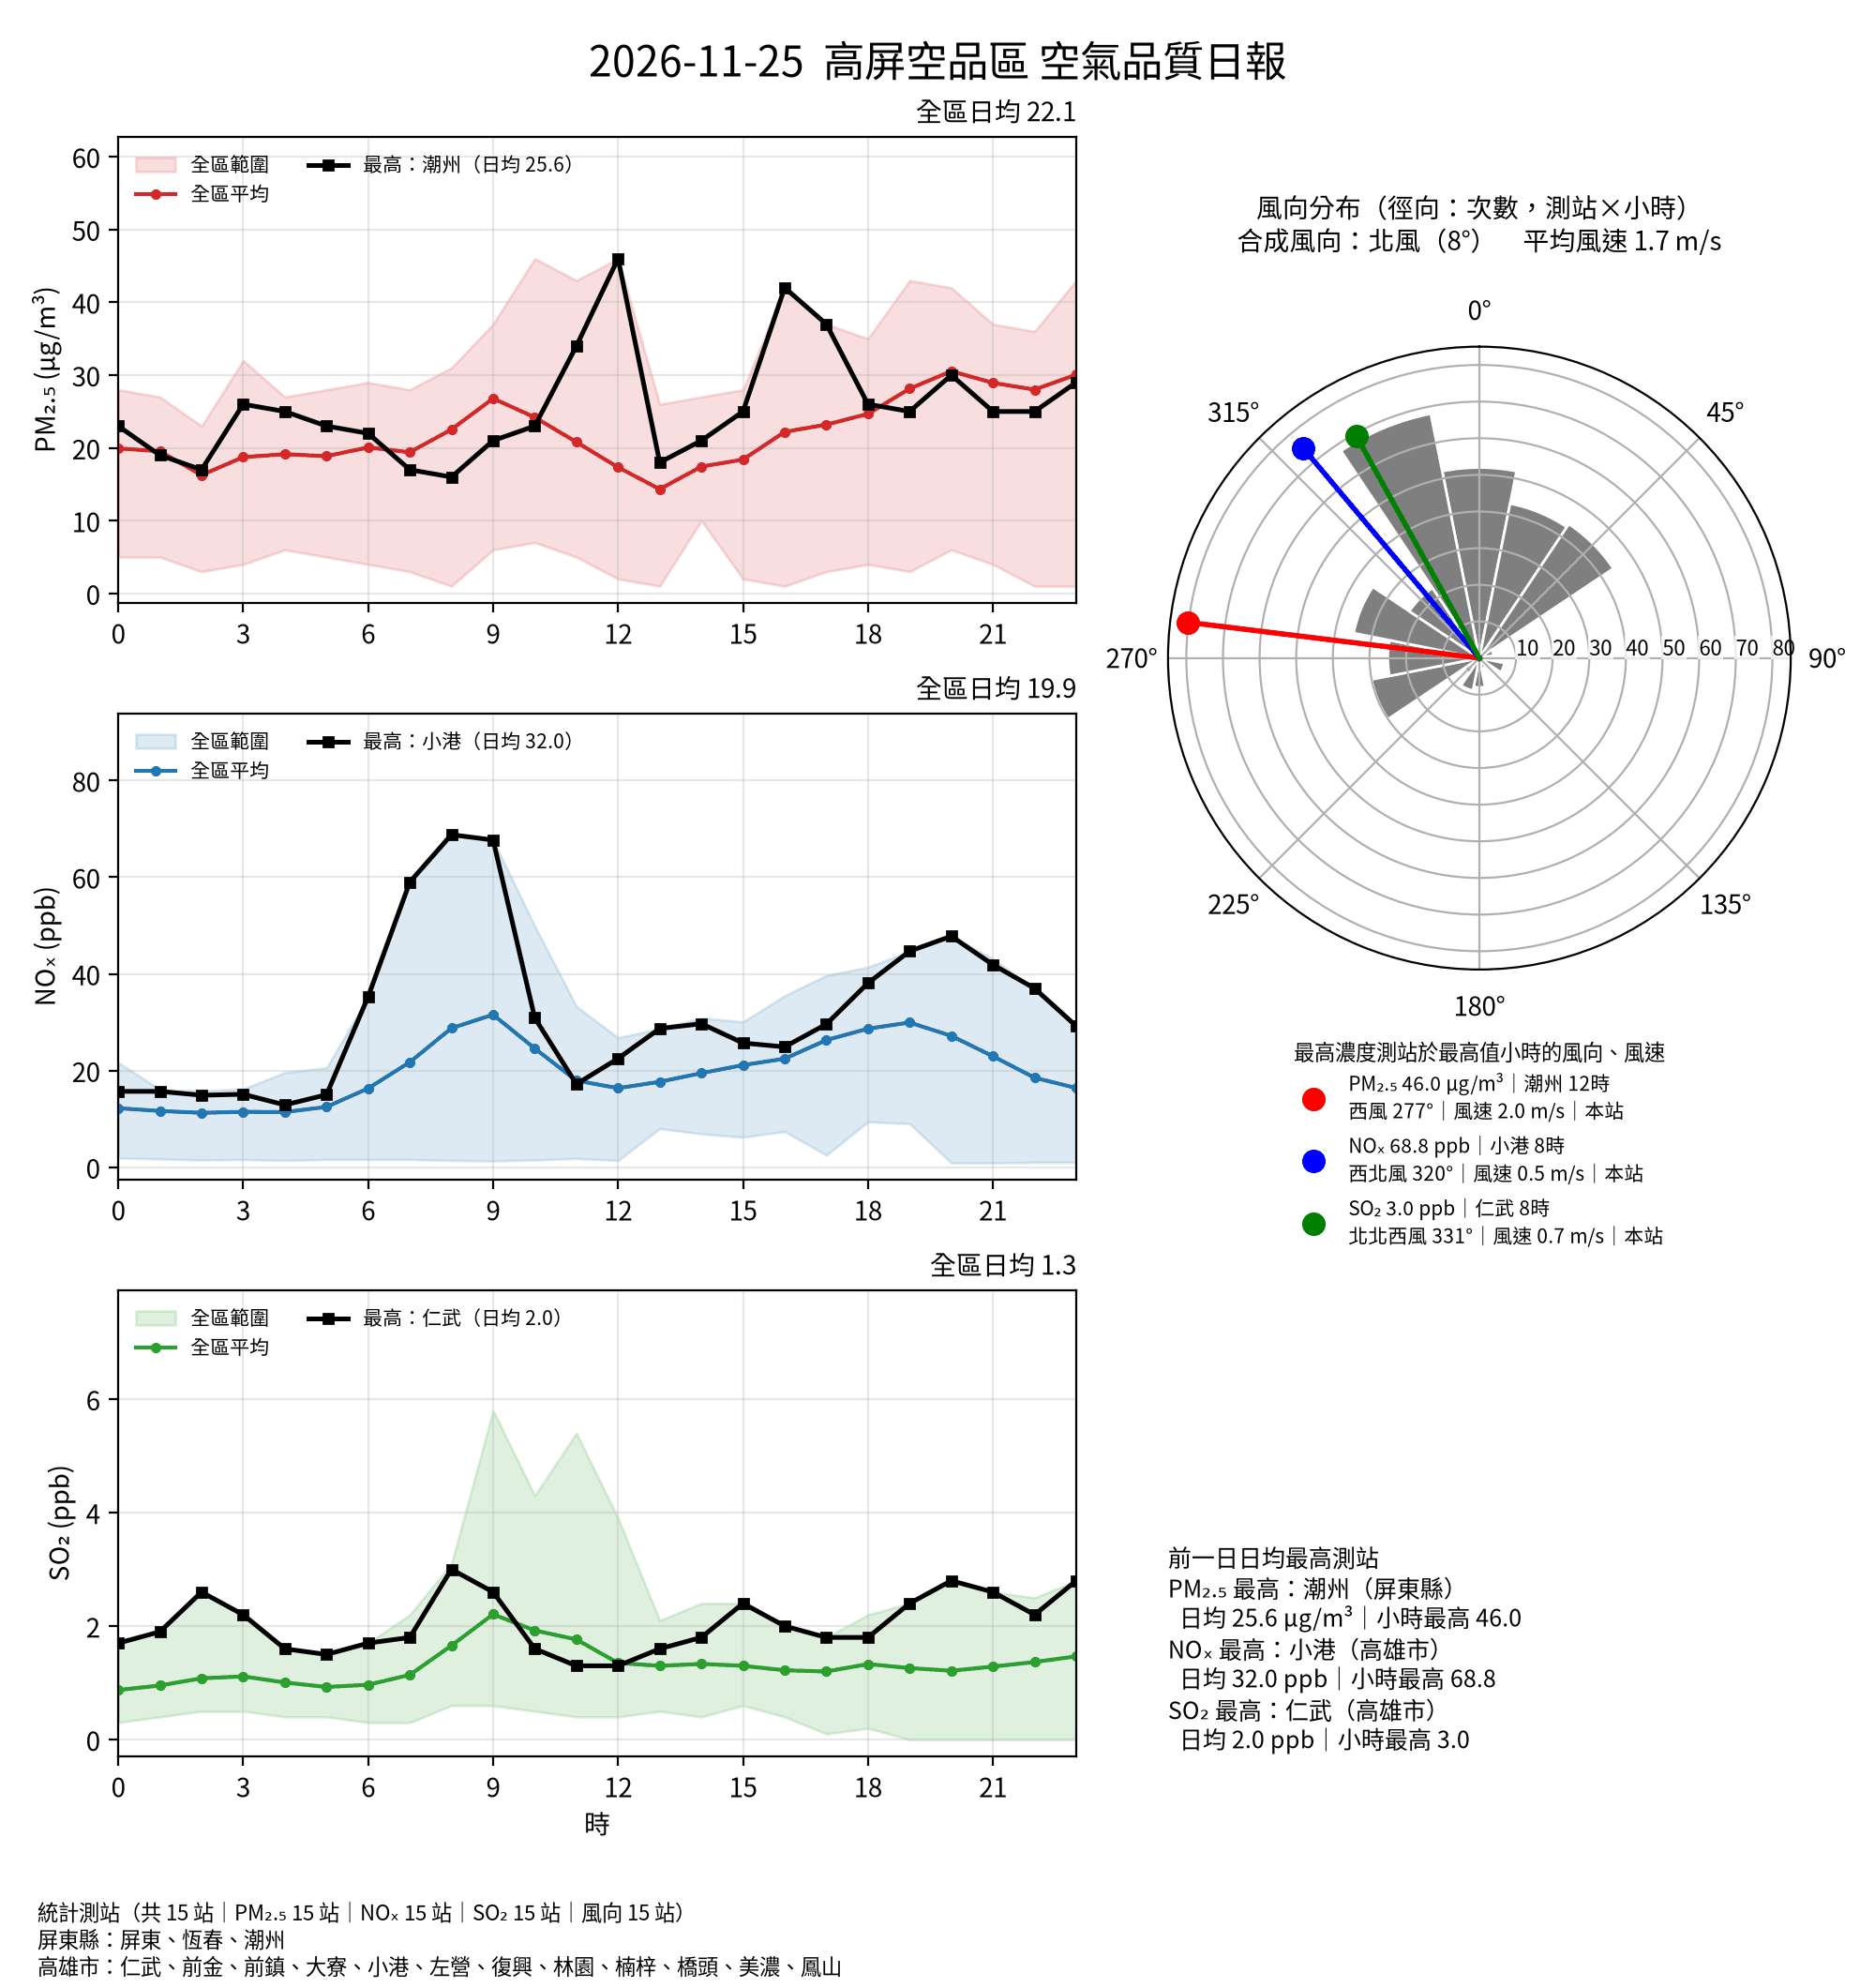 2026-11-25 高屏空品區 空氣品質日報
全區日均 22.1
PM₂.₅ (μg/m³)
全區範圍
全區平均
最高：潮州（日均 25.6）
60
50
40
30
20
10
0
0 3 6 9 12 15 18 21
全區日均 19.9
NOₓ (ppb)
全區範圍
全區平均
最高：小港（日均 32.0）
80
60
40
20
0
0 3 6 9 12 15 18 21
全區日均 1.3
SO₂ (ppb)
全區範圍
全區平均
最高：仁武（日均 2.0）
6
4
2
0
0 3 6 9 12 15 18 21
時
風向分布（徑向：次數，測站×小時）
合成風向：北風（8°） 平均風速 1.7 m/s
0°
315° 45°
270° 10 20 30 40 50 60 70 80 90°
225° 135°
180°
最高濃度測站於最高值小時的風向、風速
PM₂.₅ 46.0 μg/m³｜潮州 12時
西風 277°｜風速 2.0 m/s｜本站
NOₓ 68.8 ppb｜小港 8時
西北風 320°｜風速 0.5 m/s｜本站
SO₂ 3.0 ppb｜仁武 8時
北北西風 331°｜風速 0.7 m/s｜本站
前一日日均最高測站
PM₂.₅ 最高：潮州（屏東縣）
日均 25.6 μg/m³｜小時最高 46.0
NOₓ 最高：小港（高雄市）
日均 32.0 ppb｜小時最高 68.8
SO₂ 最高：仁武（高雄市）
日均 2.0 ppb｜小時最高 3.0
統計測站（共 15 站｜PM₂.₅ 15 站｜NOₓ 15 站｜SO₂ 15 站｜風向 15 站）
屏東縣：屏東、恆春、潮州
高雄市：仁武、前金、前鎮、大寮、小港、左營、復興、林園、楠梓、橋頭、美濃、鳳山